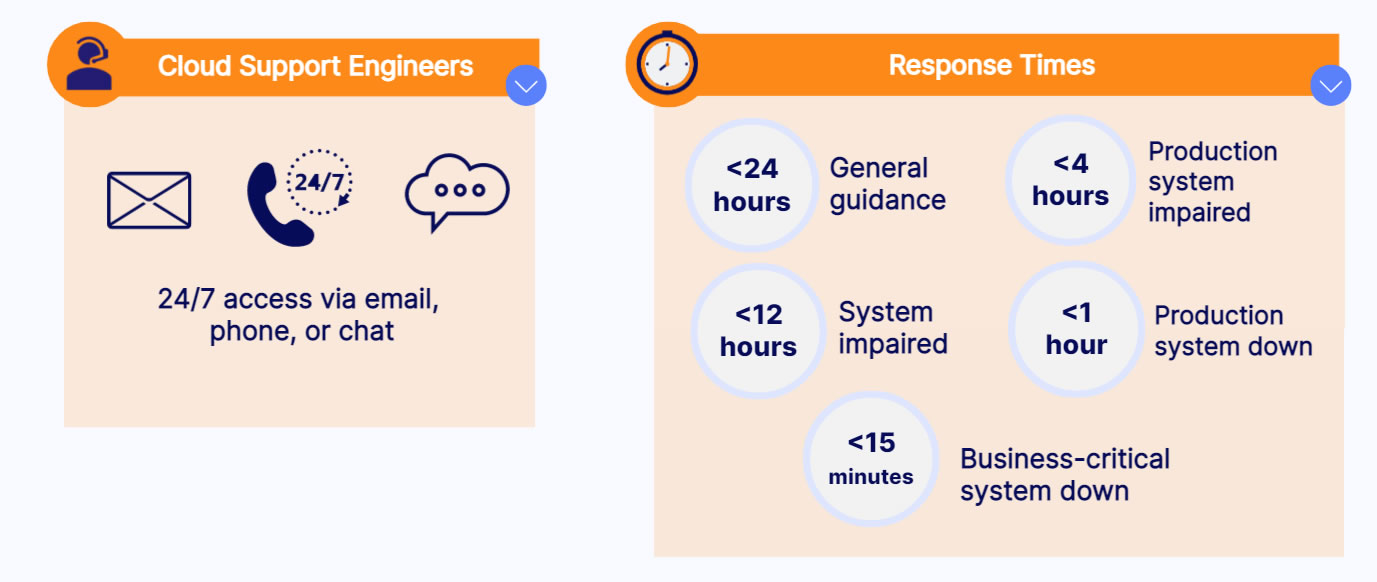 Cloud Support Engineers
24/7
24/7 access via email,
phone, or chat
Response Times
<24
hours
General
guidance
<4
hours
Production
system
impaired
<12
hours
System
impaired
<1
hour
Production
system down
<15
minutes
Business-critical
system down